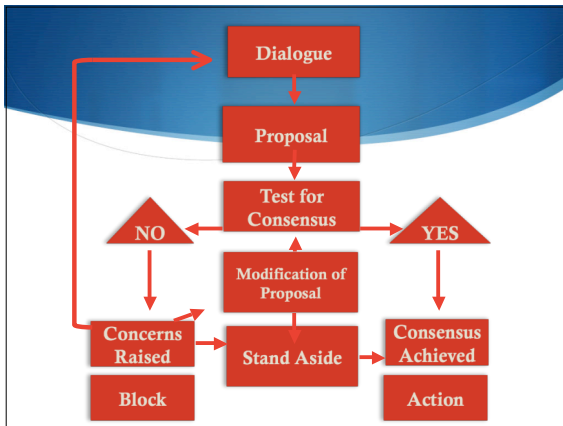 Dialogue
Proposal
Test for
Consensus
NO
YES
Modification of
Proposal
Concerns
Raised
Stand Aside
Consensus
Achieved
Block
Action